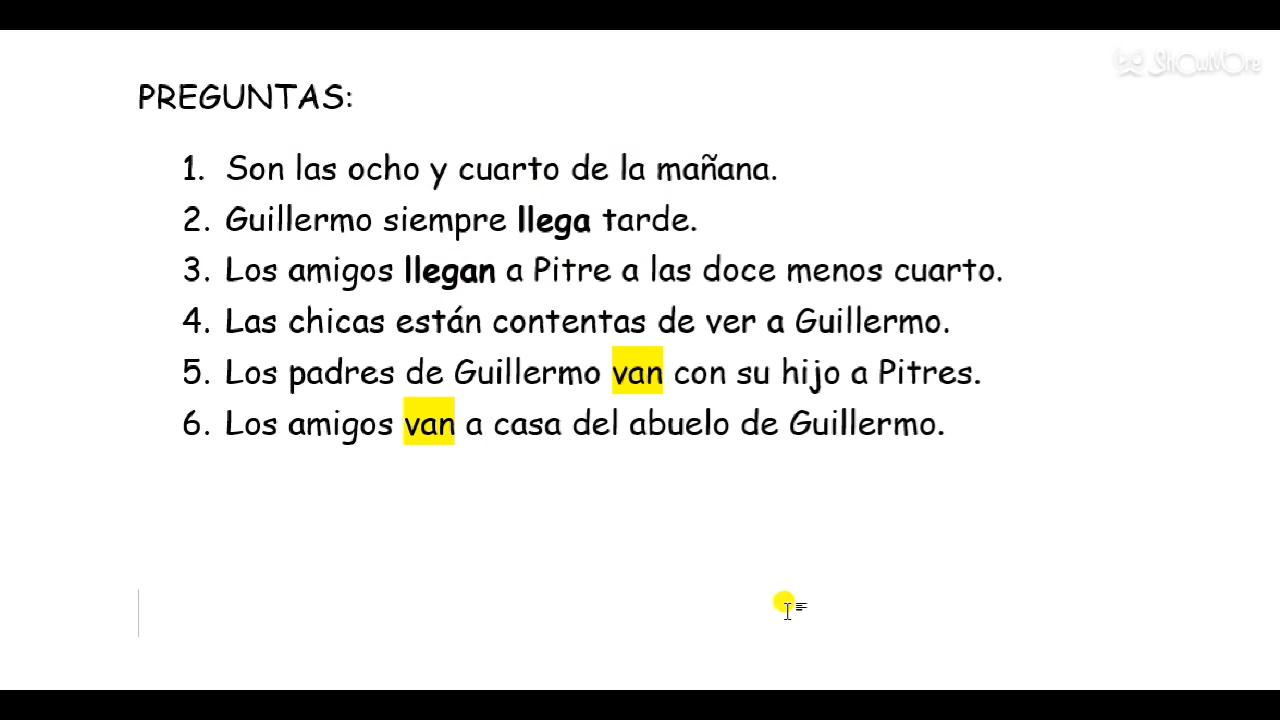 ShowMore
PREGUNTAS:
1. Son las ocho y cuarto de la mañana.
2. Guillermo siempre llega tarde.
3. Los amigos llegan a Pitre a las doce menos cuarto.
4. Las chicas están contentas de ver a Guillermo.
5. Los padres de Guillermo van con su hijo a Pitres.
6. Los amigos van a casa del abuelo de Guillermo.